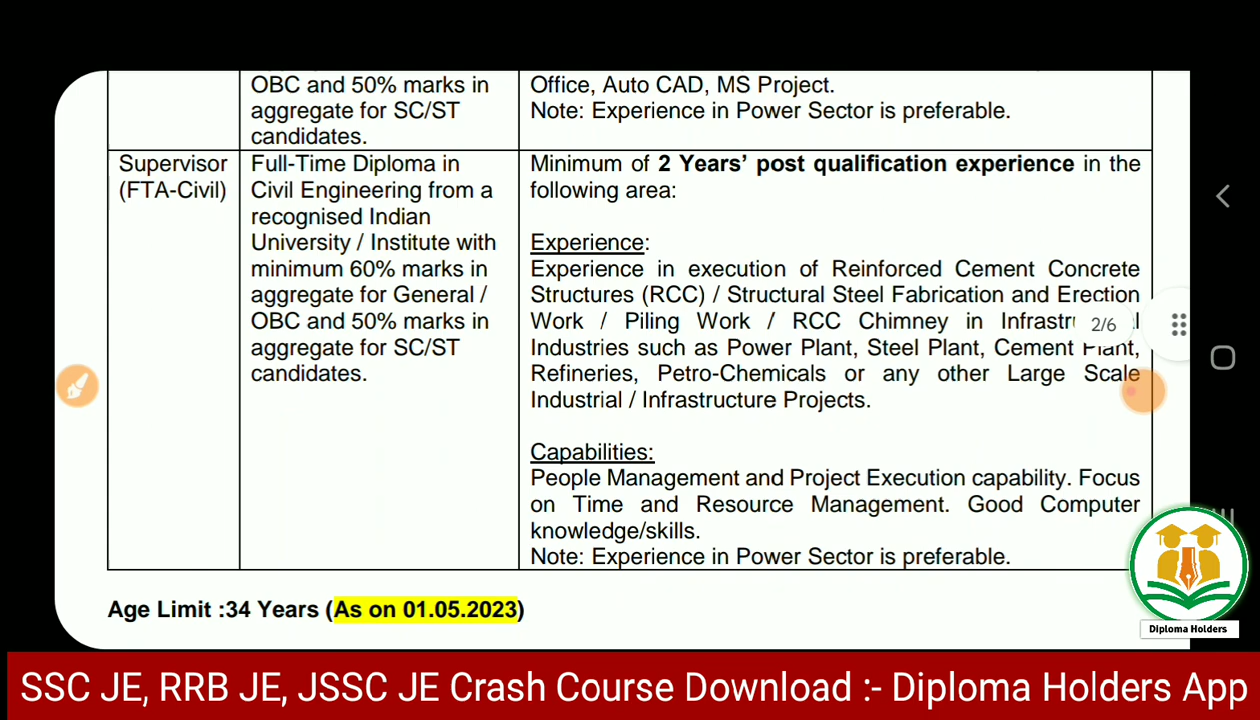 OBC and 50% marks in
aggregate for SC/ST
candidates.
Office, Auto CAD, MS Project.
Note: Experience in Power Sector is preferable.
Supervisor
(FTA-Civil)
Full-Time Diploma in
Civil Engineering from a
recognised Indian
University / Institute with
minimum 60% marks in
aggregate for General /
OBC and 50% marks in
aggregate for SC/ST
candidates.
Minimum of 2 Years’ post qualification experience in the
following area:
Experience:
Experience in execution of Reinforced Cement Concrete
Structures (RCC) / Structural Steel Fabrication and Erection
Work / Piling Work / RCC Chimney in
Industries such as Power Plant, Steel Plant, Cement Plant,
Refineries, Petro-Chemicals or any other Large Scale
Industrial / Infrastructure Projects.
Capabilities:
People Management and Project Execution capability. Focus
on Time and Resource Management. Good Computer
knowledge/skills.
Note: Experience in Power Sector is preferable.
2/6
Age Limit :34 Years (As on 01.05.2023)
Diploma Holders
SSC JE, RRB JE, JSSC JE Crash Course Download :- Diploma Holders App